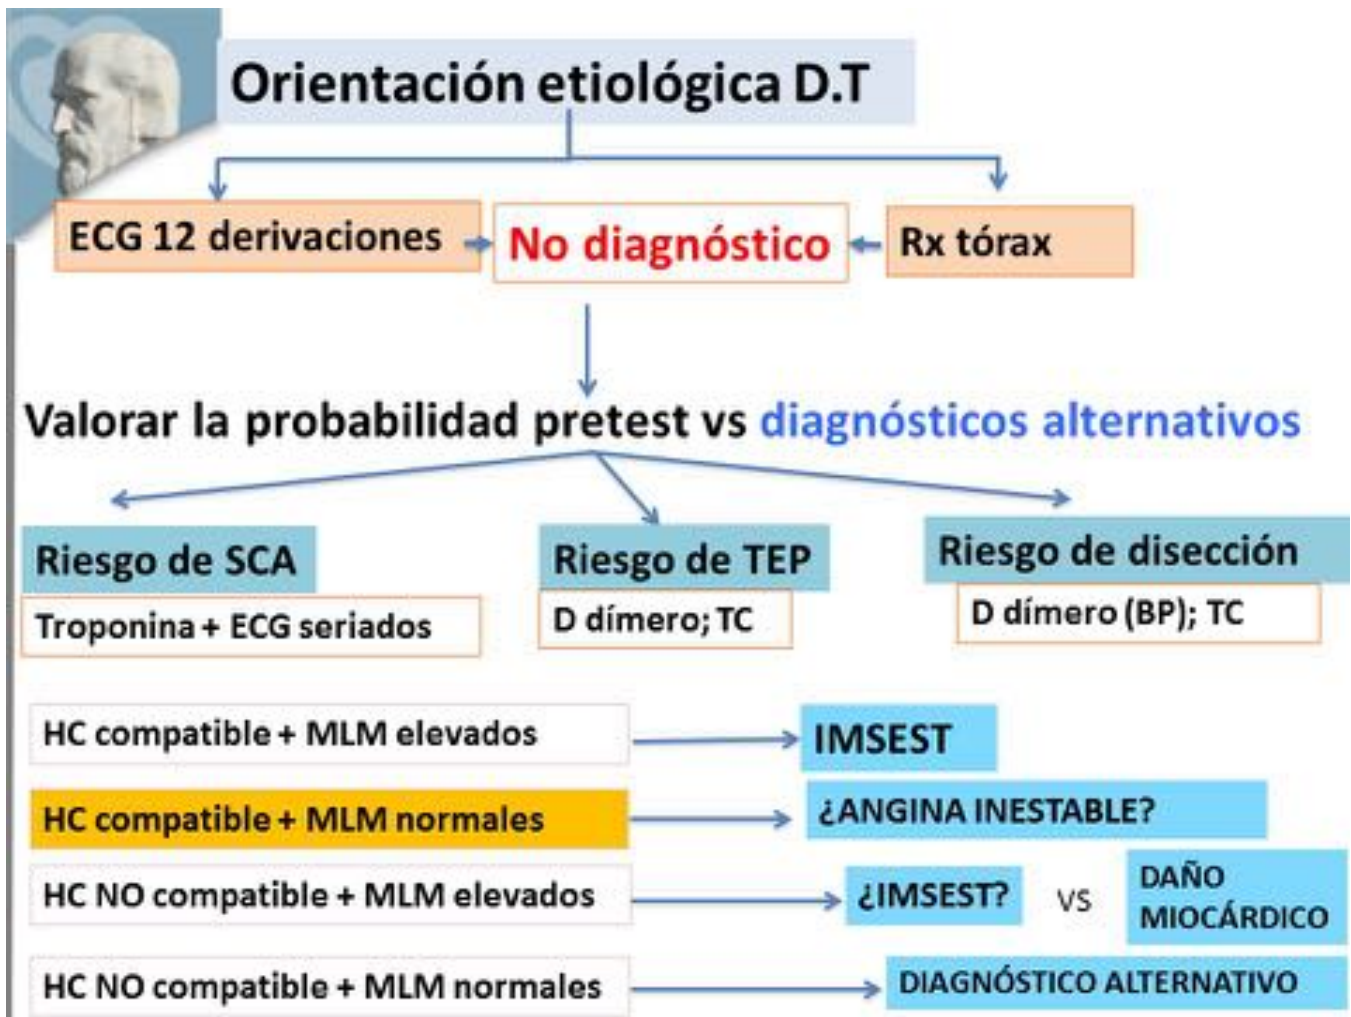 Orientación etiológica D.T
ECG 12 derivaciones
No diagnóstico
Rx tórax
Valorar la probabilidad pretest vs diagnósticos alternativos
Riesgo de SCA
Troponina + ECG seriados
Riesgo de TEP
D dímero; TC
Riesgo de disección
D dímero (BP); TC
HC compatible + MLM elevados
IMSEST
HC compatible + MLM normales
¿ANGINA INESTABLE?
HC NO compatible + MLM elevados
¿IMSEST?
VS
DAÑO
MIOCÁRDICO
HC NO compatible + MLM normales
DIAGNÓSTICO ALTERNATIVO